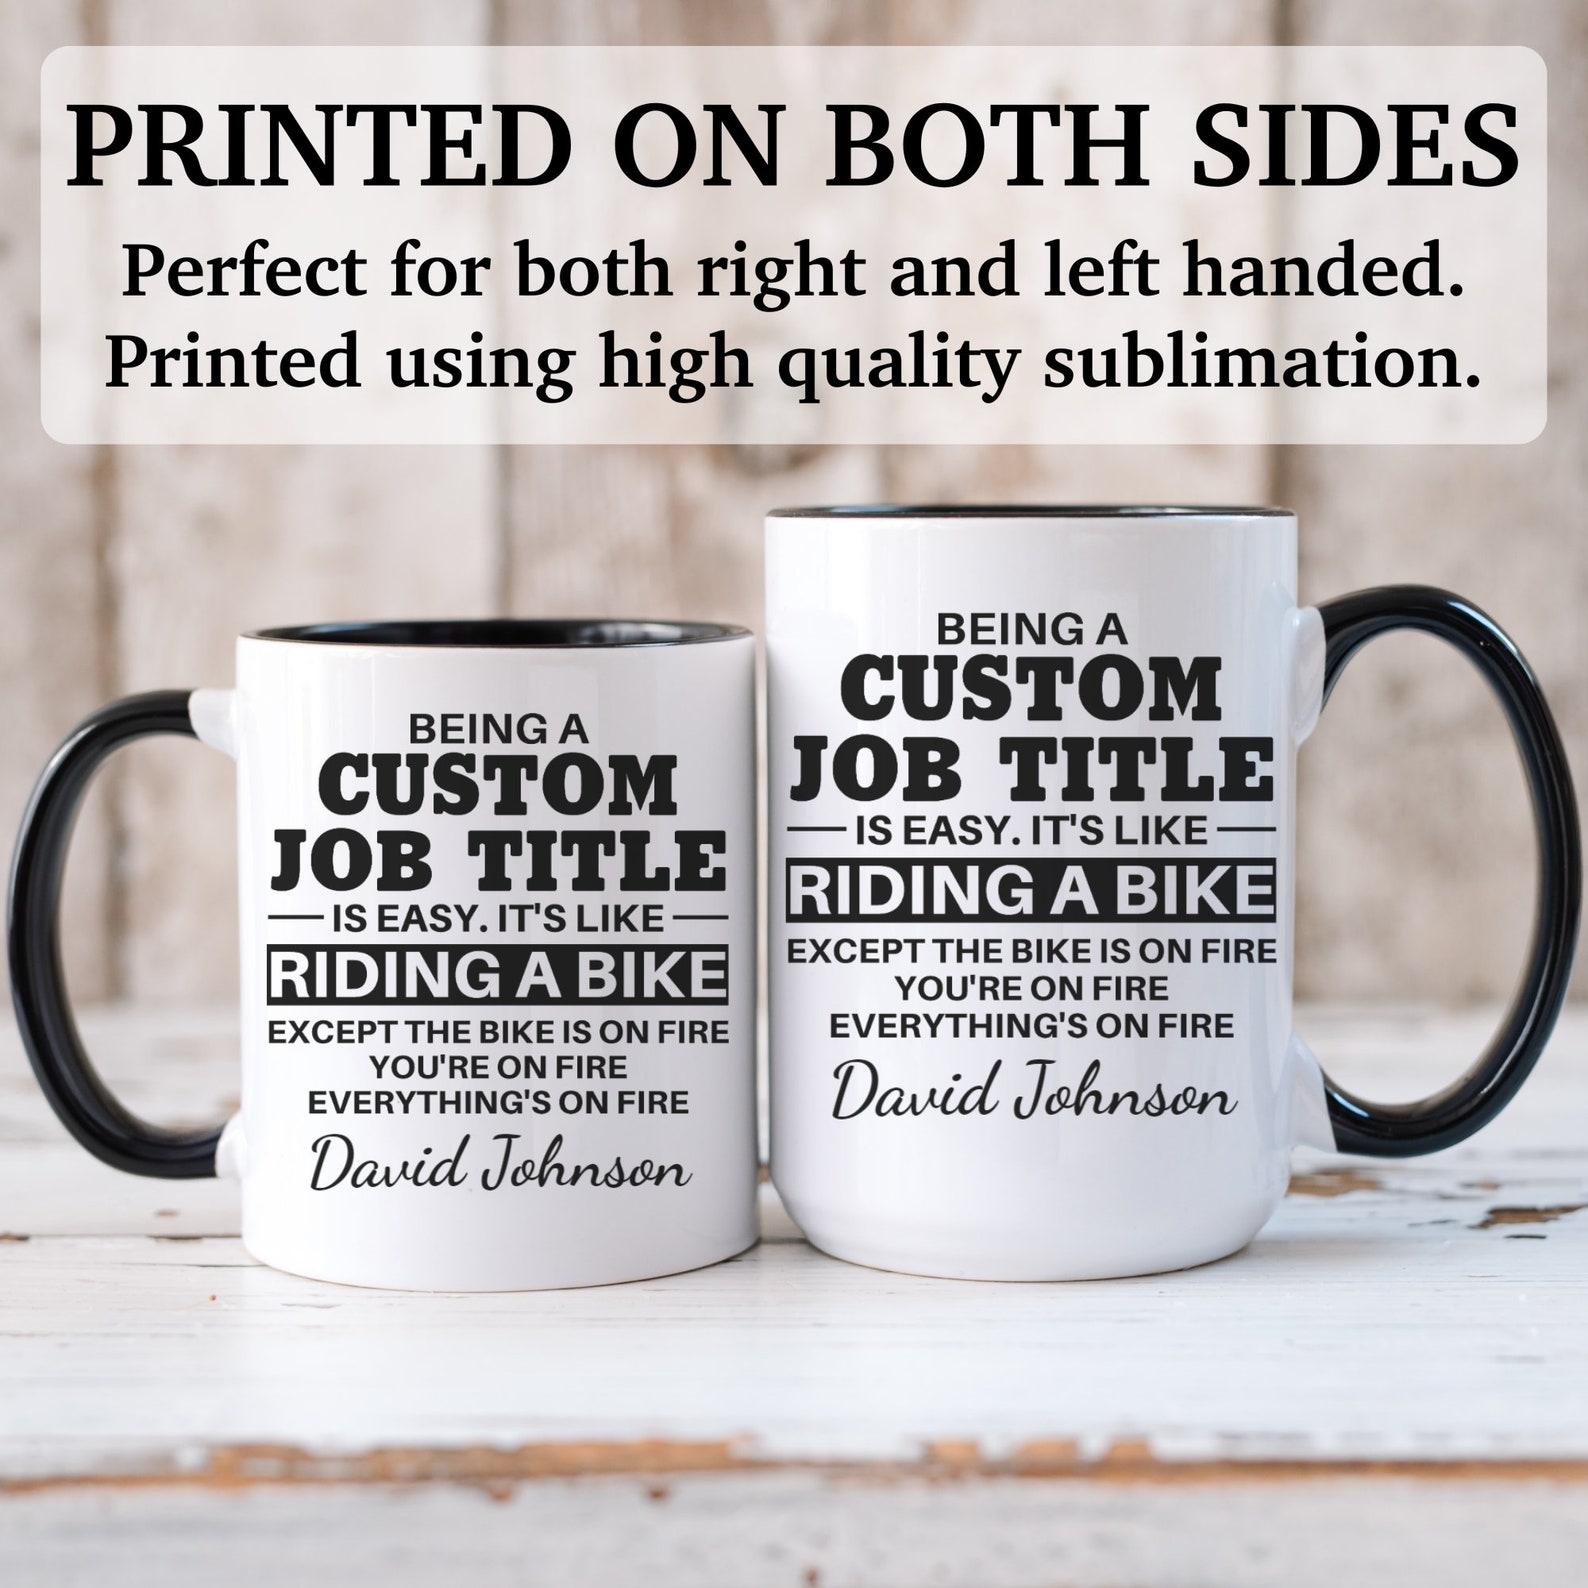 PRINTED ON BOTH SIDES
Perfect for both right and left handed.
Printed using high quality sublimation.
BEING A
CUSTOM
JOB TITLE
IS EASY. IT'S LIKE
RIDING A BIKE
EXCEPT THE BIKE IS ON FIRE
YOU'RE ON FIRE
EVERYTHING'S ON FIRE
David Johnson
BEING A
CUSTOM
JOB TITLE
IS EASY. IT'S LIKE
RIDING A BIKE
EXCEPT THE BIKE IS ON FIRE
YOU'RE ON FIRE
EVERYTHING'S ON FIRE
David Johnson